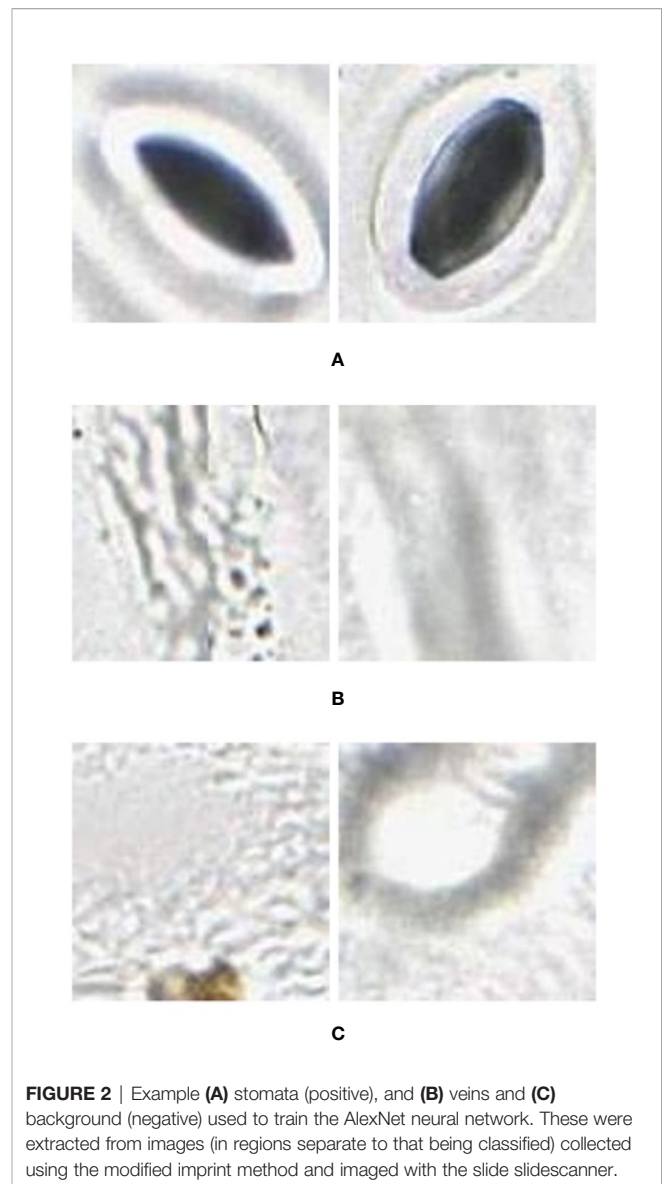 A
B
C
FIGURE 2 | Example (A) stomata (positive), and (B) veins and (C)
background (negative) used to train the AlexNet neural network. These were
extracted from images (in regions separate to that being classified) collected
using the modified imprint method and imaged with the slide slidescanner.